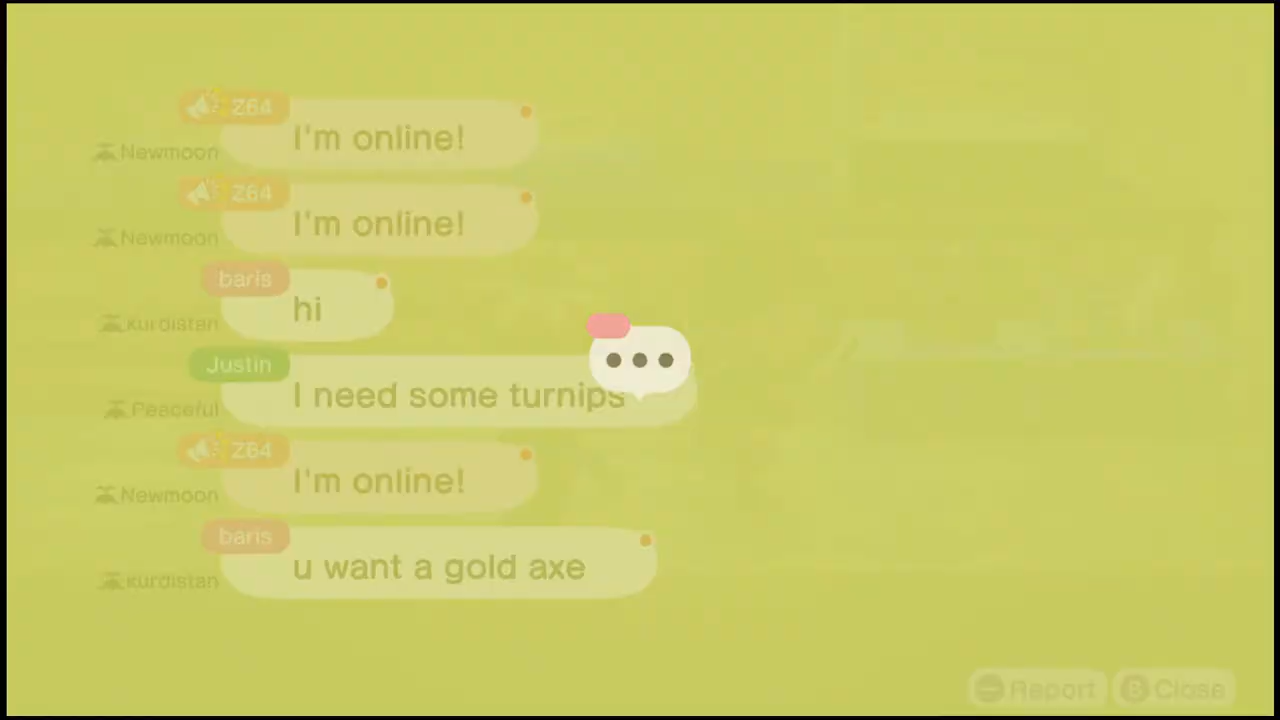 Z64
I'm online!
Newmoon
Z64
I'm online!
Newmoon
baris
hi
Kurdistan
Justin
I need some turnips
Peaceful
Z64
I'm online!
Newmoon
baris
u want a gold axe
Kurdistan
Report
B Close